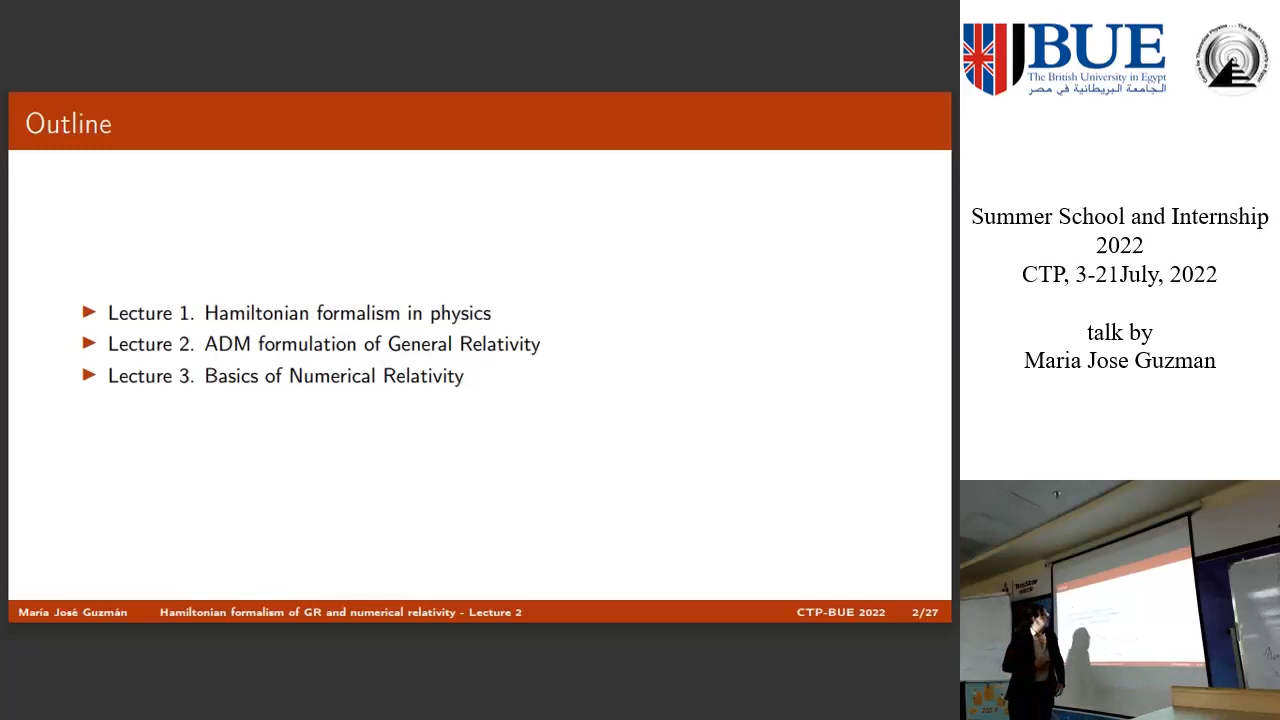 Outline
Lecture 1. Hamiltonian formalism in physics
Lecture 2. ADM formulation of General Relativity
Lecture 3. Basics of Numerical Relativity
María José Guzmán
Hamiltonian formalism of GR and numerical relativity - Lecture 2
CTP-BUE 2022
2/27
BUE
The British University in Egypt
الجامعة البريطانية في مصر
Summer School and Internship
2022
CTP, 3-21July, 2022
talk by
Maria Jose Guzman